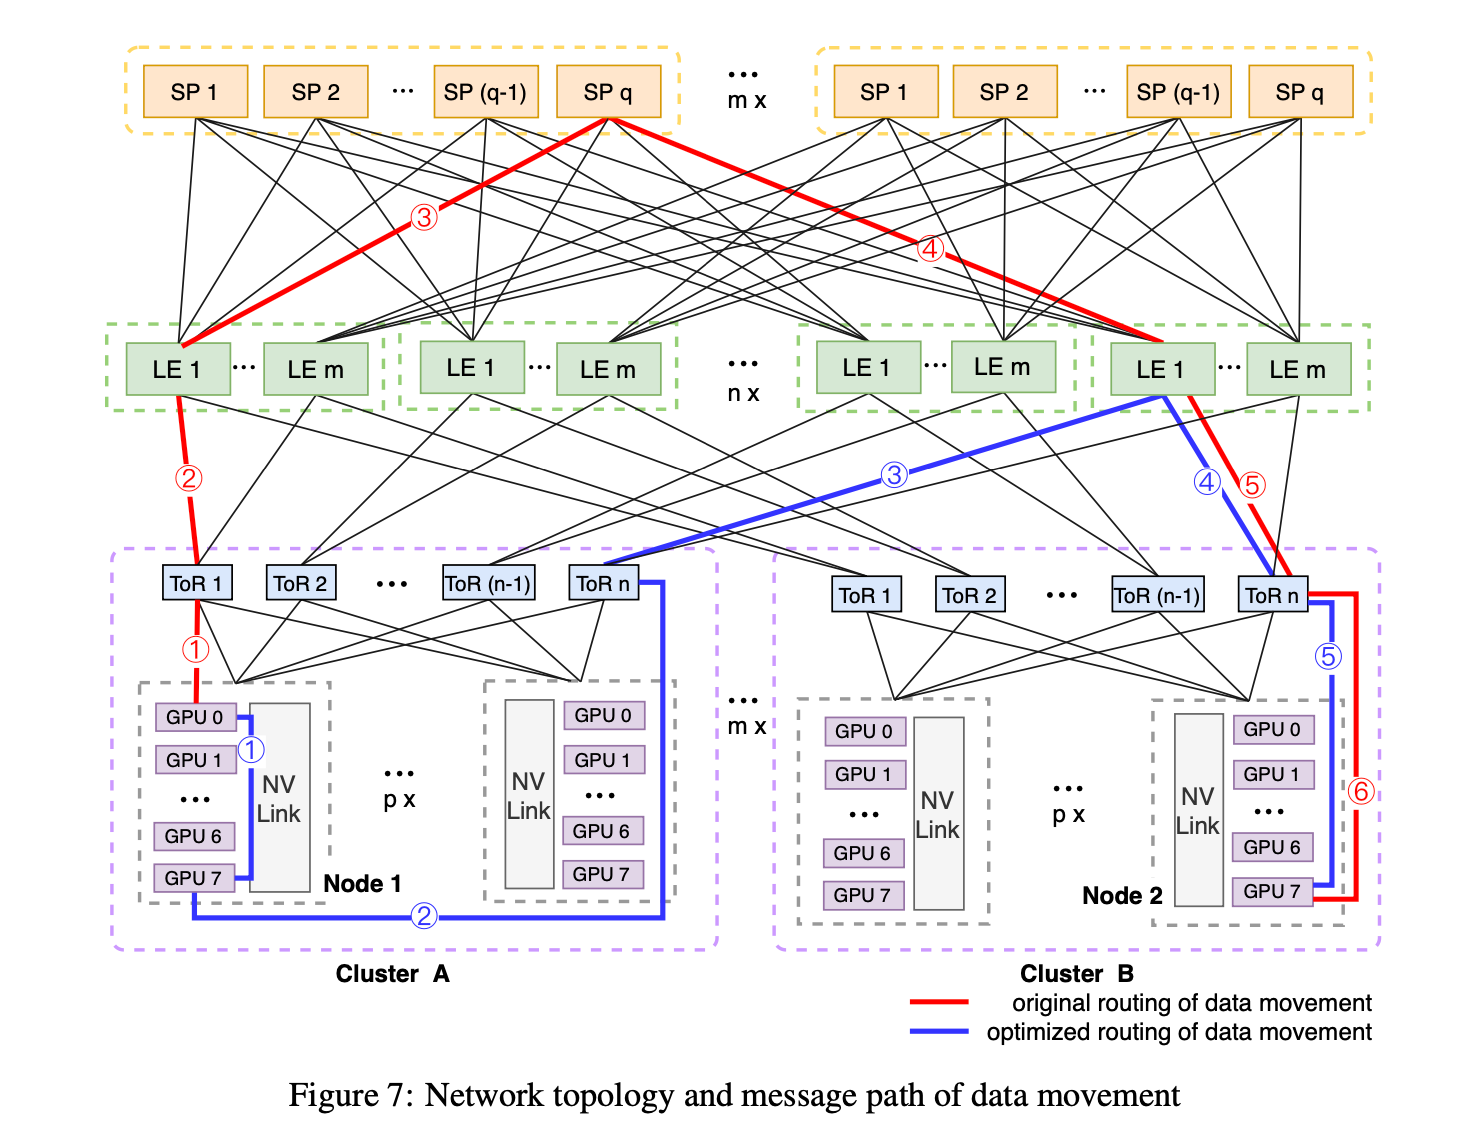 SP 1 SP 2 ... SP (q-1) SP q ... SP 1 SP 2 ... SP (q-1) SP q
m x
③
④
LE 1 ... LE m LE 1 ... LE m ... LE 1 ... LE m LE 1 ... LE m
n x
② ③ ④ ⑤
ToR 1 ToR 2 ... ToR (n-1) ToR n ToR 1 ToR 2 ... ToR (n-1) ToR n
①
⑤
GPU 0
GPU 1
...
GPU 6
GPU 7
①
NV
Link
Node 1
...
p x
NV
Link
GPU 0
GPU 1
...
GPU 6
GPU 7
②
...
m x
GPU 0
GPU 1
...
GPU 6
GPU 7
NV
Link
...
p x
Node 2
NV
Link
GPU 0
GPU 1
...
GPU 6
GPU 7
⑥
Cluster A
Cluster B
original routing of data movement
optimized routing of data movement
Figure 7: Network topology and message path of data movement